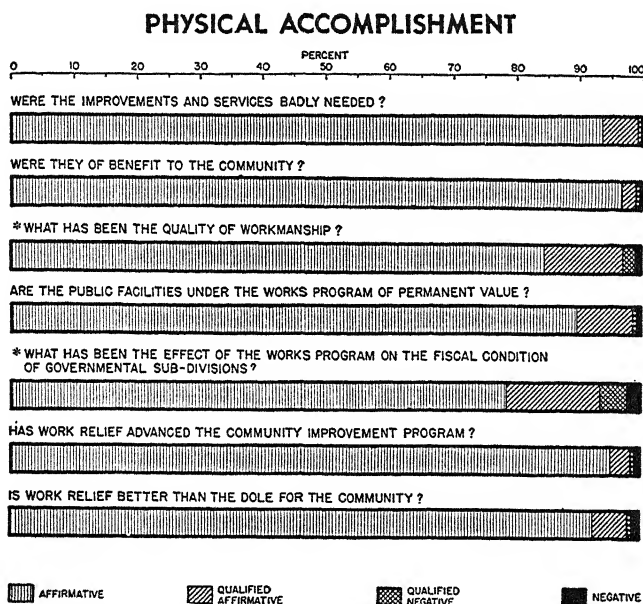 PHYSICAL ACCOMPLISHMENT
PERCENT
0 10 20 30 40 50 60 70 80 90 100
WERE THE IMPROVEMENTS AND SERVICES BADLY NEEDED ?
WERE THEY OF BENEFIT TO THE COMMUNITY ?
*WHAT HAS BEEN THE QUALITY OF WORKMANSHIP ?
ARE THE PUBLIC FACILITIES UNDER THE WORKS PROGRAM OF PERMANENT VALUE ?
*WHAT HAS BEEN THE EFFECT OF THE WORKS PROGRAM ON THE FISCAL CONDITION
OF GOVERNMENTAL SUB-DIVISIONS ?
HAS WORK RELIEF ADVANCED THE COMMUNITY IMPROVEMENT PROGRAM ?
IS WORK RELIEF BETTER THAN THE DOLE FOR THE COMMUNITY ?
AFFIRMATIVE
QUALIFIED
AFFIRMATIVE
QUALIFIED
NEGATIVE
NEGATIVE